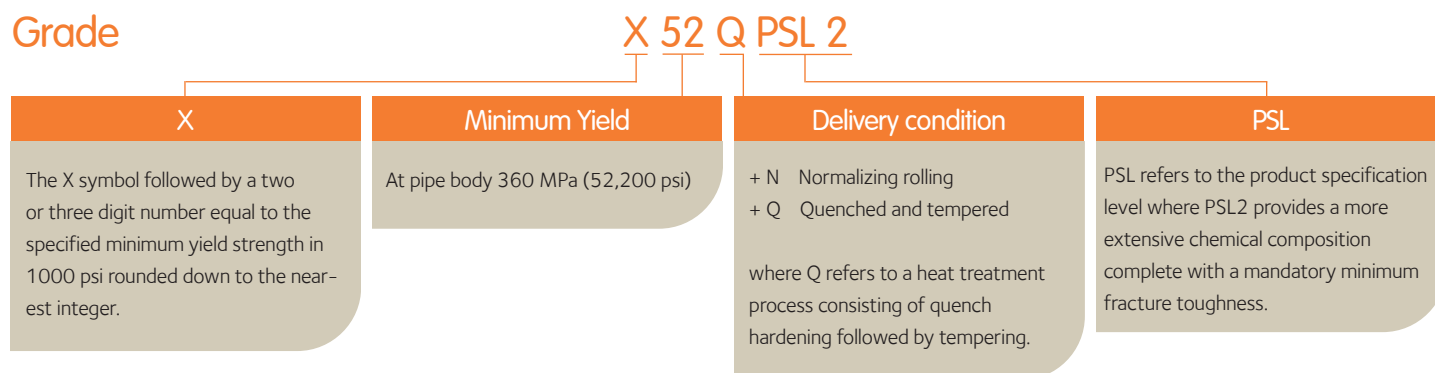 Grade
X 52 Q PSL 2
X
The X symbol followed by a two
or three digit number equal to the
specified minimum yield strength in
1000 psi rounded down to the near-
est integer.
Minimum Yield
At pipe body 360 MPa (52,200 psi)
Delivery condition
+ N Normalizing rolling
+ Q Quenched and tempered
where Q refers to a heat treatment
process consisting of quench
hardening followed by tempering.
PSL
PSL refers to the product specification
level where PSL2 provides a more
extensive chemical composition
complete with a mandatory minimum
fracture toughness.